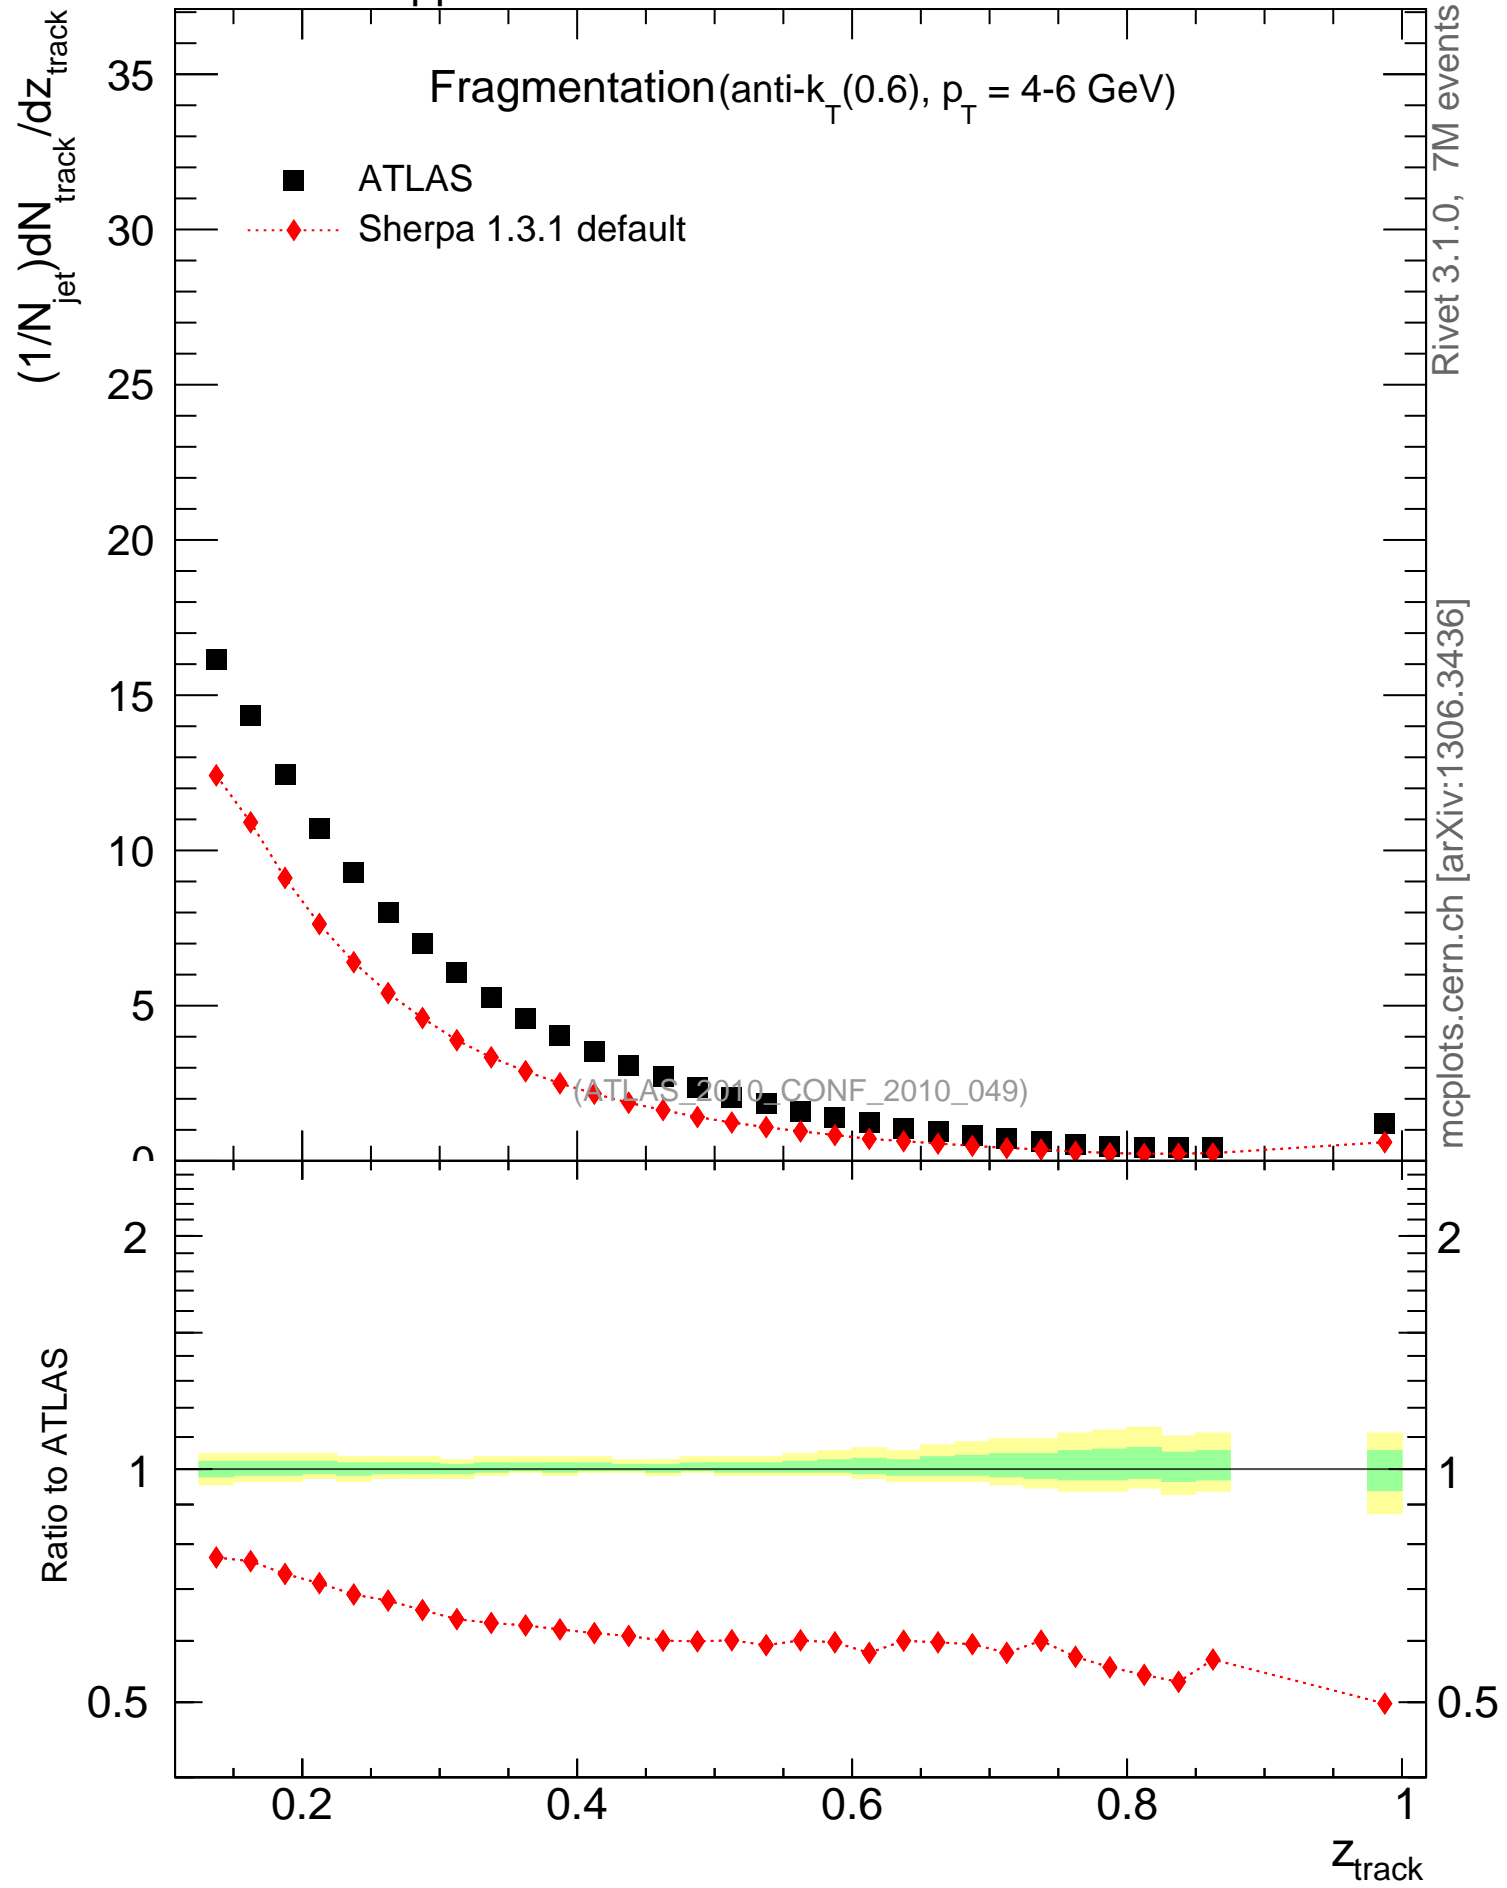 pp
Fragmentation (anti-k_T(0.6), p_T = 4-6 GeV)
ATLAS
Sherpa 1.3.1 default
(1/N_jet)dN_track/dz_track
35
30
25
20
15
10
5
0
(ATLAS_2010_CONF_2010_049)
Rivet 3.1.0, 7M events
mcplots.cern.ch [arXiv:1306.3436]
Ratio to ATLAS
2
1
0.5
2
1
0.5
0.2
0.4
0.6
0.8
1
z_track